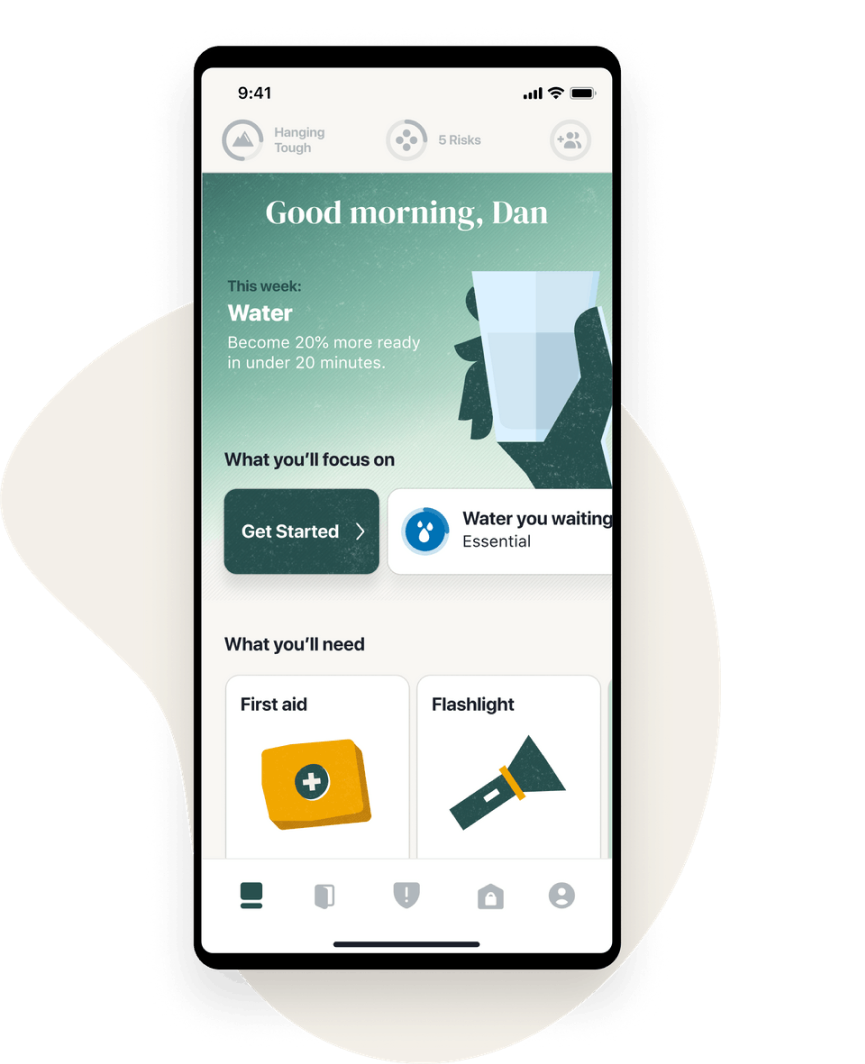 9:41
Hanging
Tough
5 Risks
Good morning, Dan
This week:
Water
Become 20% more ready
in under 20 minutes.
What you’ll focus on
Get Started
Water you waiting
Essential
What you’ll need
First aid
Flashlight